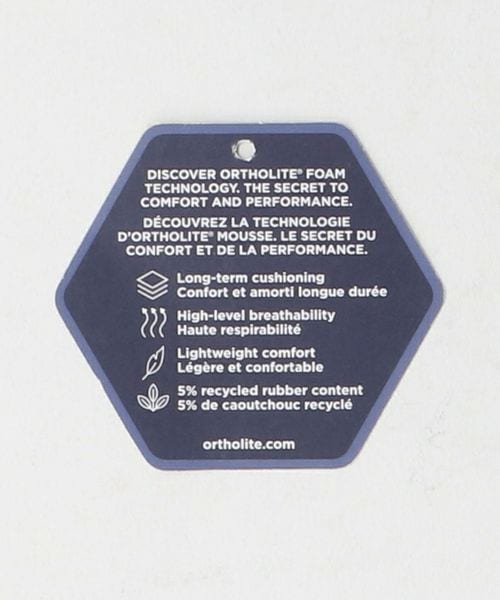 DISCOVER ORTHOLITE® FOAM
TECHNOLOGY. THE SECRET TO
COMFORT AND PERFORMANCE.
DÉCOUVREZ LA TECHNOLOGIE
D'ORTHOLITE® MOUSSE. LE SECRET DU
CONFORT ET DE LA PERFORMANCE.
Long-term cushioning
Confort et amorti longue durée
High-level breathability
Haute respirabilité
Lightweight comfort
Légère et confortable
5% recycled rubber content
5% de caoutchouc recyclé
ortholite.com